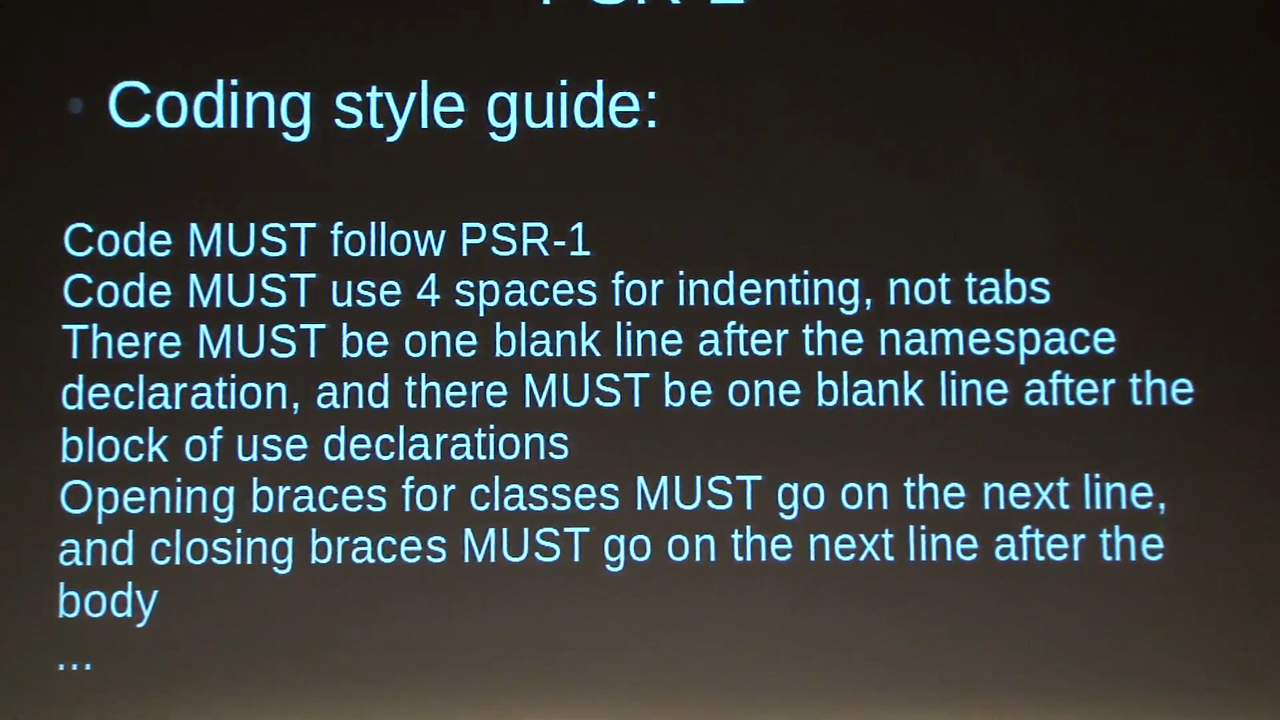 PSR-2
• Coding style guide:
Code MUST follow PSR-1
Code MUST use 4 spaces for indenting, not tabs
There MUST be one blank line after the namespace
declaration, and there MUST be one blank line after the
block of use declarations
Opening braces for classes MUST go on the next line,
and closing braces MUST go on the next line after the
body
...